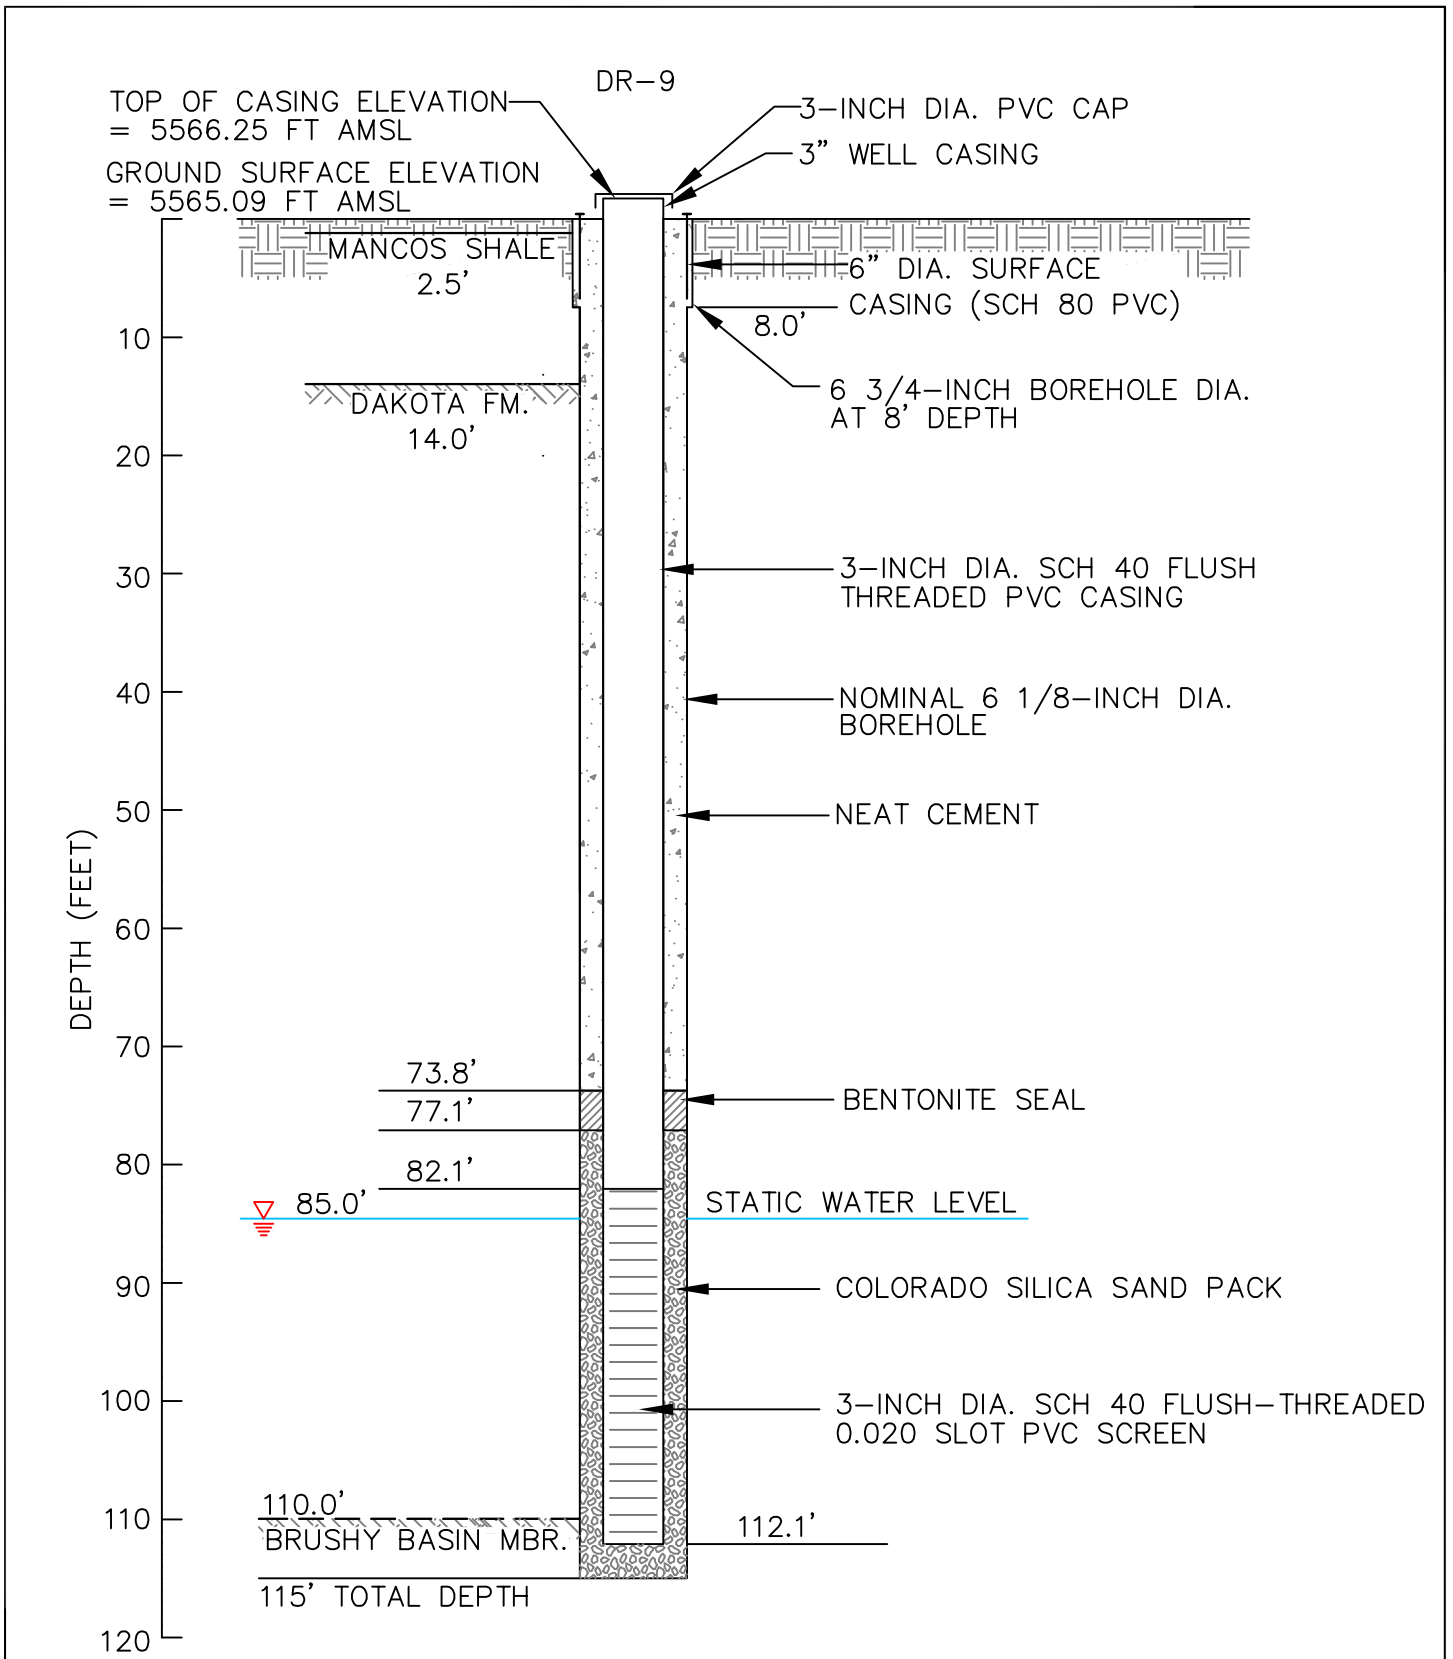 DR-9
TOP OF CASING ELEVATION
= 5566.25 FT AMSL
GROUND SURFACE ELEVATION
= 5565.09 FT AMSL
3-INCH DIA. PVC CAP
3" WELL CASING
MANCOS SHALE
2.5'
6" DIA. SURFACE
CASING (SCH 80 PVC)
8.0'
10
6 3/4-INCH BOREHOLE DIA.
AT 8' DEPTH
DAKOTA FM.
14.0'
20
30
3-INCH DIA. SCH 40 FLUSH
THREADED PVC CASING
40
NOMINAL 6 1/8-INCH DIA.
BOREHOLE
50
NEAT CEMENT
DEPTH (FEET)
60
70
73.8'
BENTONITE SEAL
77.1'
80
82.1'
85.0'
STATIC WATER LEVEL
90
COLORADO SILICA SAND PACK
100
3-INCH DIA. SCH 40 FLUSH-THREADED
0.020 SLOT PVC SCREEN
110.0'
110
BRUSHY BASIN MBR.
112.1'
115' TOTAL DEPTH
120